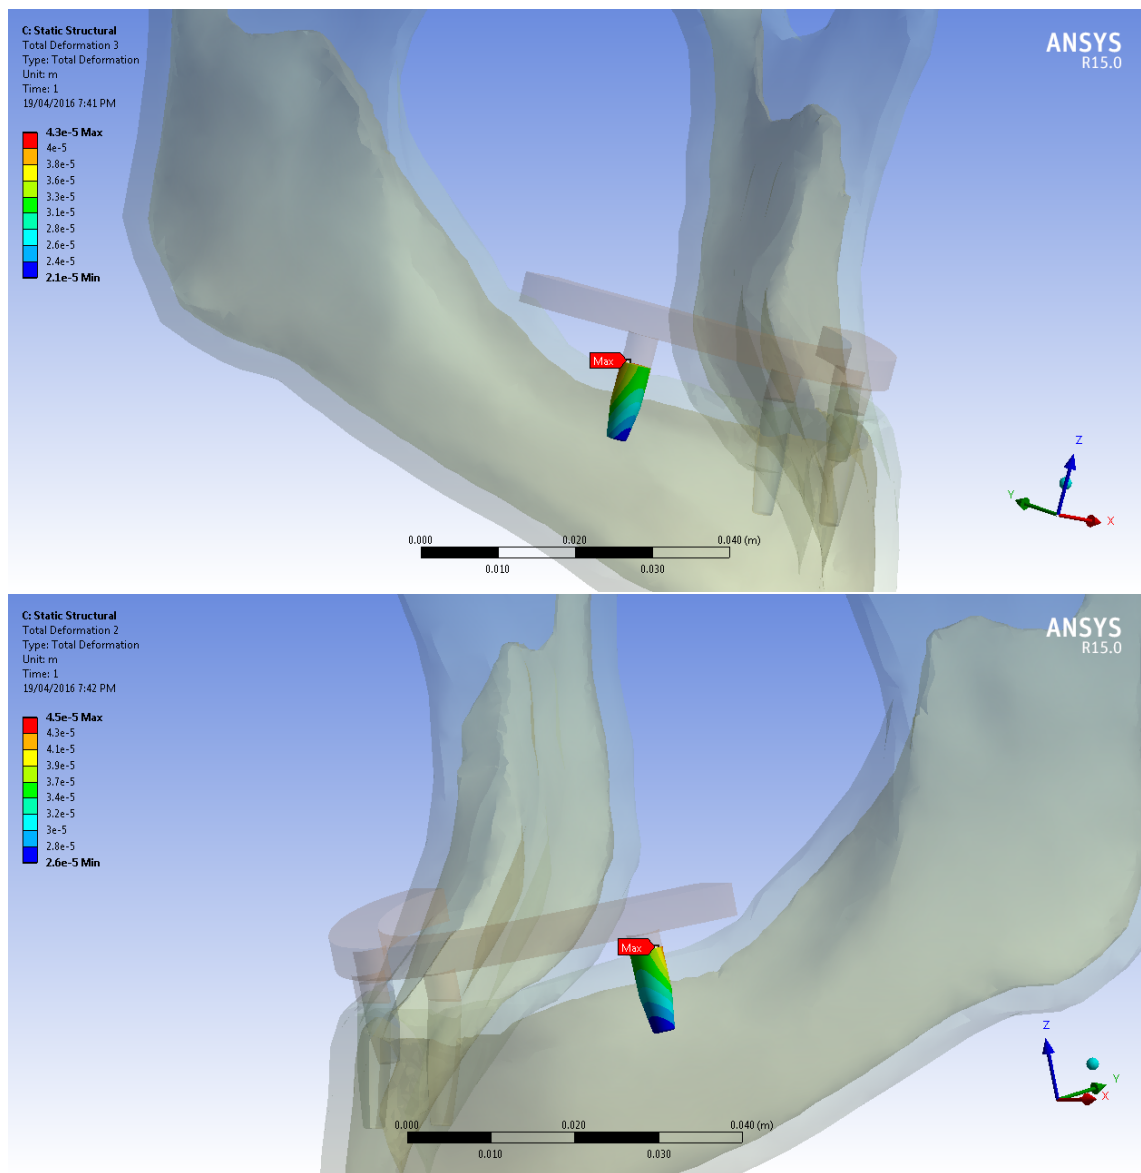 C: Static Structural
Total Deformation 3
Type: Total Deformation
Unit: m
Time: 1
19/04/2016 7:41 PM
ANSYS
R15.0
4.3e-5 Max
4e-5
3.8e-5
3.6e-5
3.3e-5
3.1e-5
2.8e-5
2.6e-5
2.4e-5
2.1e-5 Min
Max
Z
Y
X
0.000 0.020 0.040 (m)
0.010 0.030
C: Static Structural
Total Deformation 2
Type: Total Deformation
Unit: m
Time: 1
19/04/2016 7:42 PM
ANSYS
R15.0
4.5e-5 Max
4.3e-5
4.1e-5
3.9e-5
3.7e-5
3.4e-5
3.2e-5
3e-5
2.8e-5
2.6e-5 Min
Max
Z
Y
X
0.000 0.020 0.040 (m)
0.010 0.030